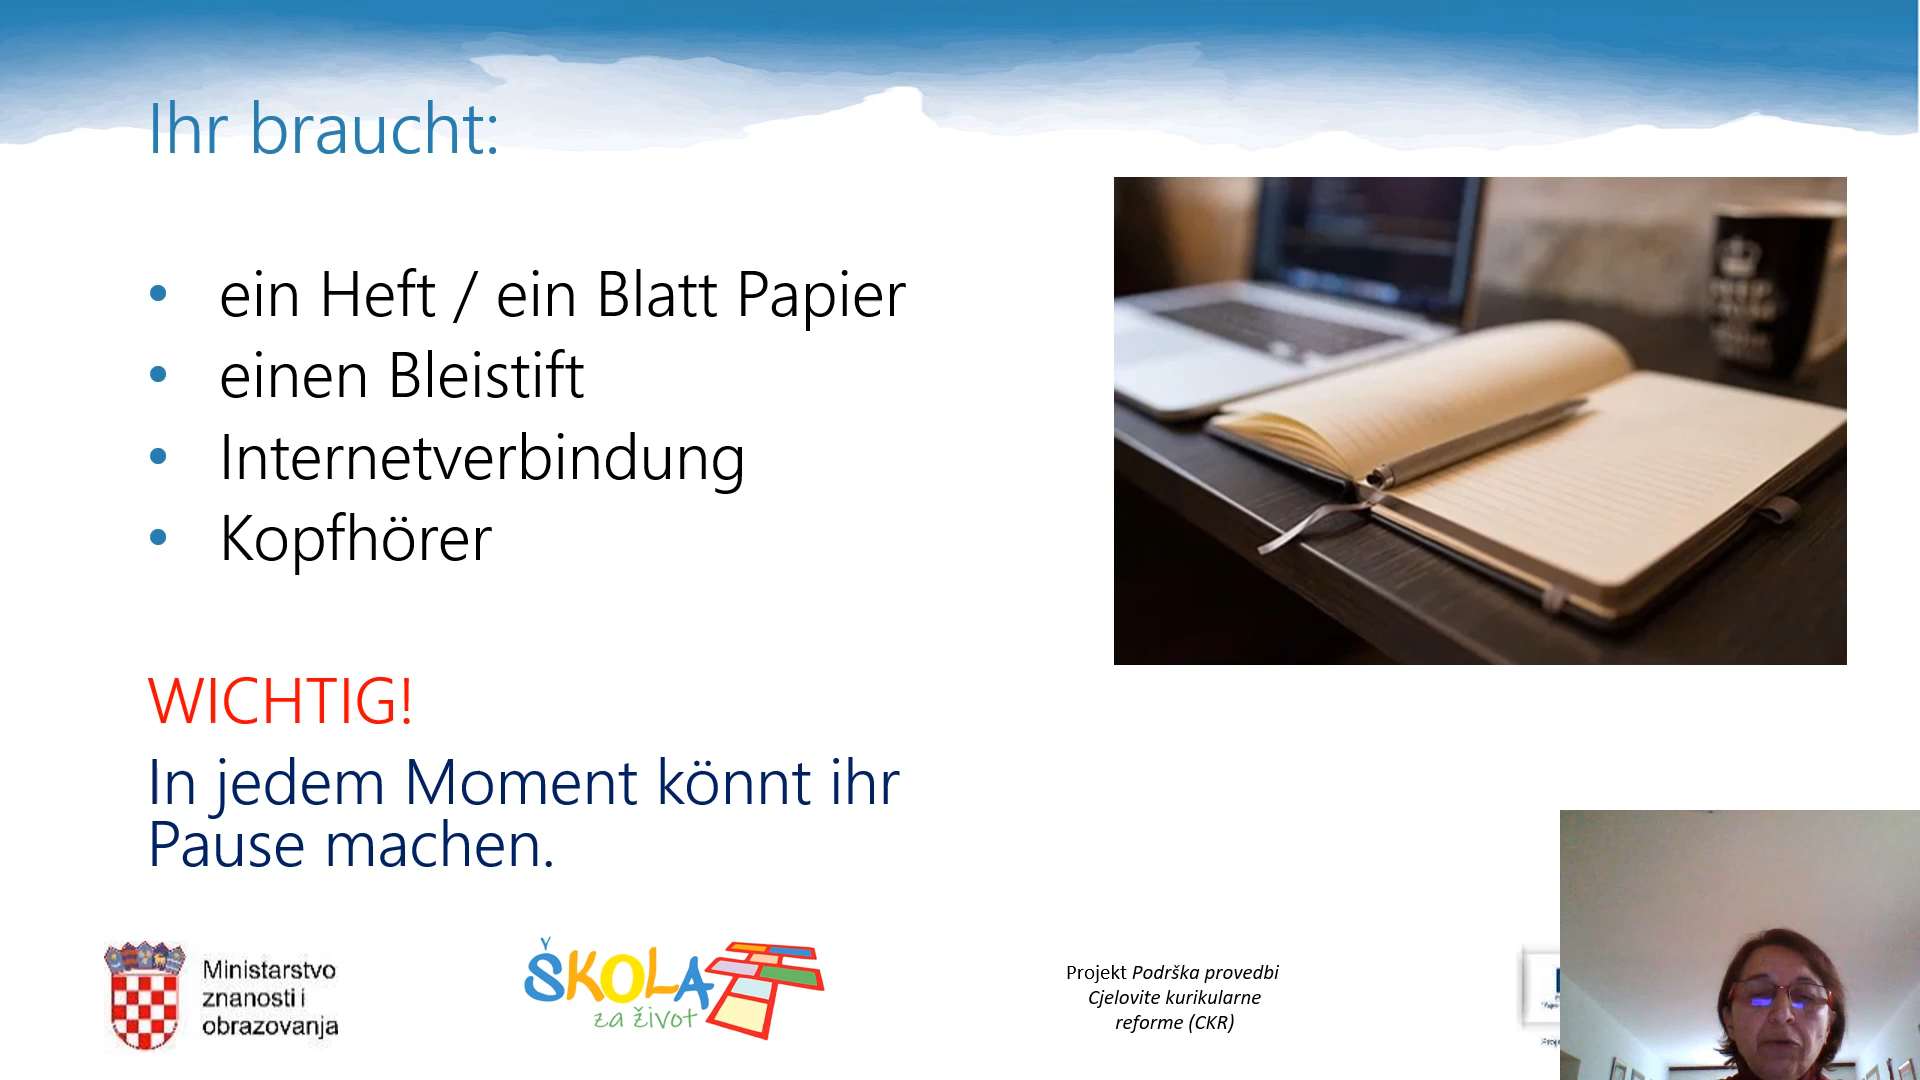 Ihr braucht:
• ein Heft / ein Blatt Papier
• einen Bleistift
• Internetverbindung
• Kopfhörer
WICHTIG!
In jedem Moment könnt ihr
Pause machen.
Ministarstvo
znanosti i
obrazovanja
ŠKOLA
za život
Projekt Podrška provedbi
Cjelovite kurikularne
reforme (CKR)